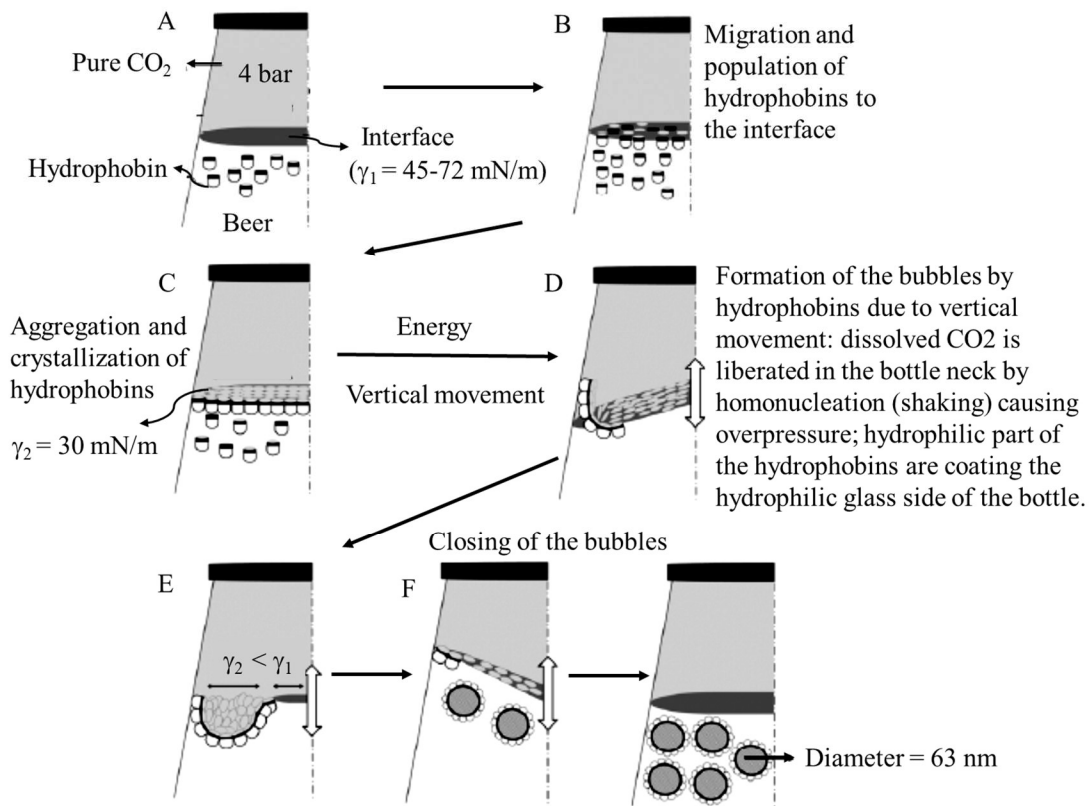 A
Pure CO₂
4 bar
Interface
(γ₁ = 45-72 mN/m)
Hydrophobin
Beer
B
Migration and
population of
hydrophobins to
the interface
C
Aggregation and
crystallization of
hydrophobins
γ₂ = 30 mN/m
Energy
Vertical movement
D
Formation of the bubbles by
hydrophobins due to vertical
movement: dissolved CO2 is
liberated in the bottle neck by
homonucleation (shaking) causing
overpressure; hydrophilic part of
the hydrophobins are coating the
hydrophilic glass side of the bottle.
Closing of the bubbles
E
γ₂ < γ₁
F
Diameter = 63 nm